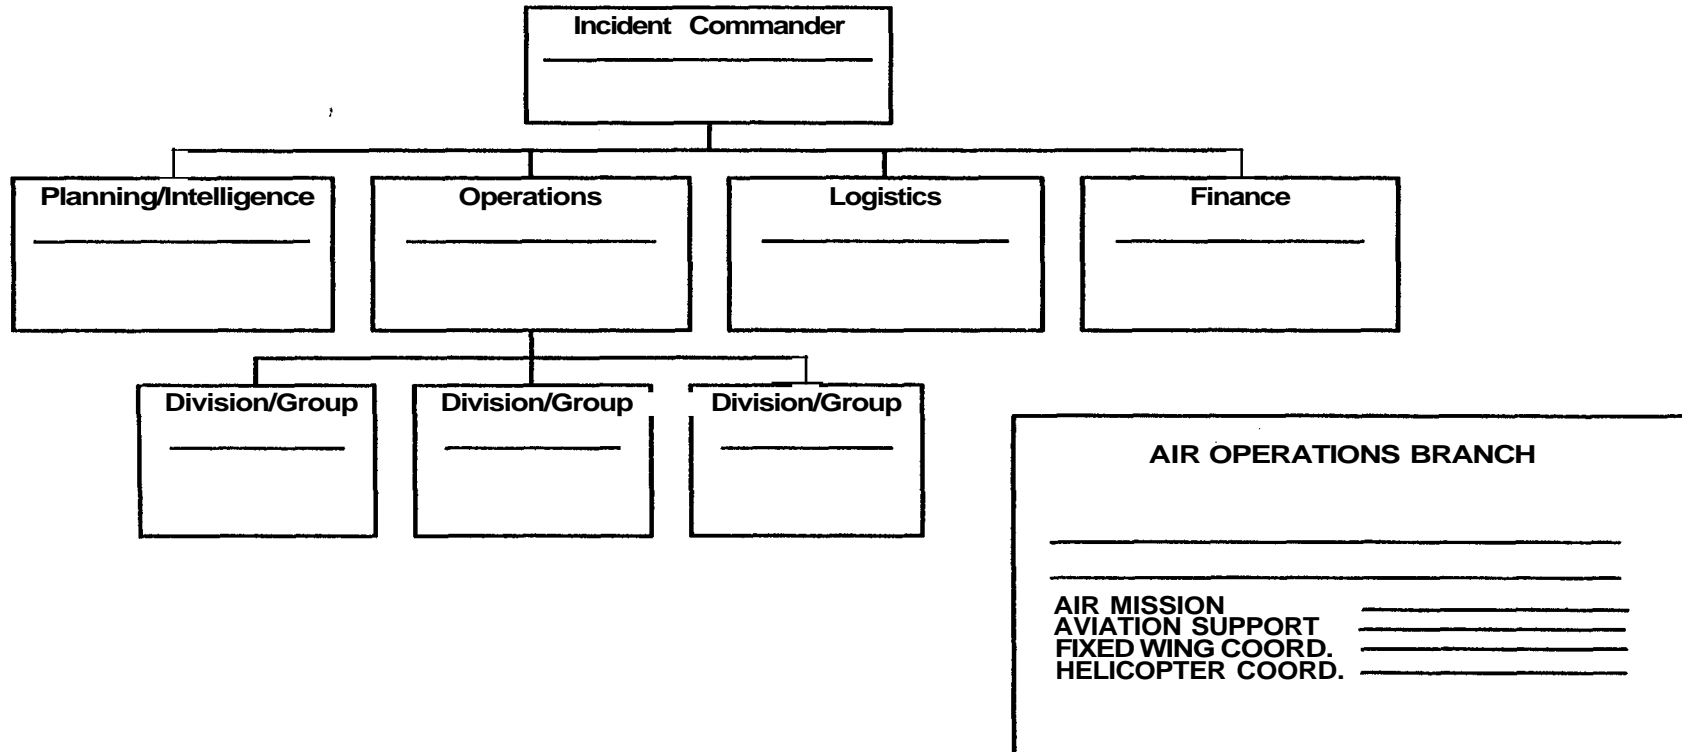 Incident Commander
Planning/Intelligence
Operations
Logistics
Finance
Division/Group
Division/Group
Division/Group
AIR OPERATIONS BRANCH
AIR MISSION
AVIATION SUPPORT
FIXED WING COORD.
HELICOPTER COORD.